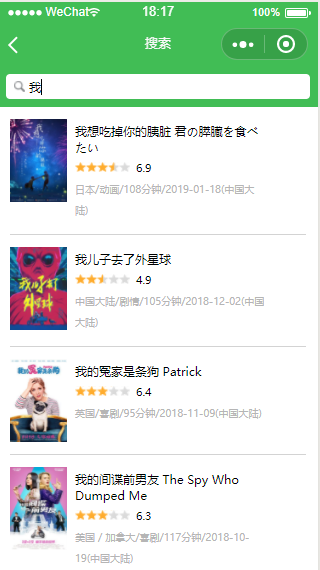 WeChat 18:17 100%
搜索
我
我想吃掉你的胰脏 君の膵臓を食べ
たい
6.9
日本/动画/108分钟/2019-01-18(中国大
陆)
我儿子去了外星球
4.9
中国大陆/剧情/105分钟/2018-12-02(中国
大陆)
我的冤家是条狗 Patrick
6.4
英国/喜剧/95分钟/2018-11-09(中国大陆)
我的间谍前男友 The Spy Who
Dumped Me
6.3
美国 / 加拿大/喜剧/117分钟/2018-10-
19(中国大陆)